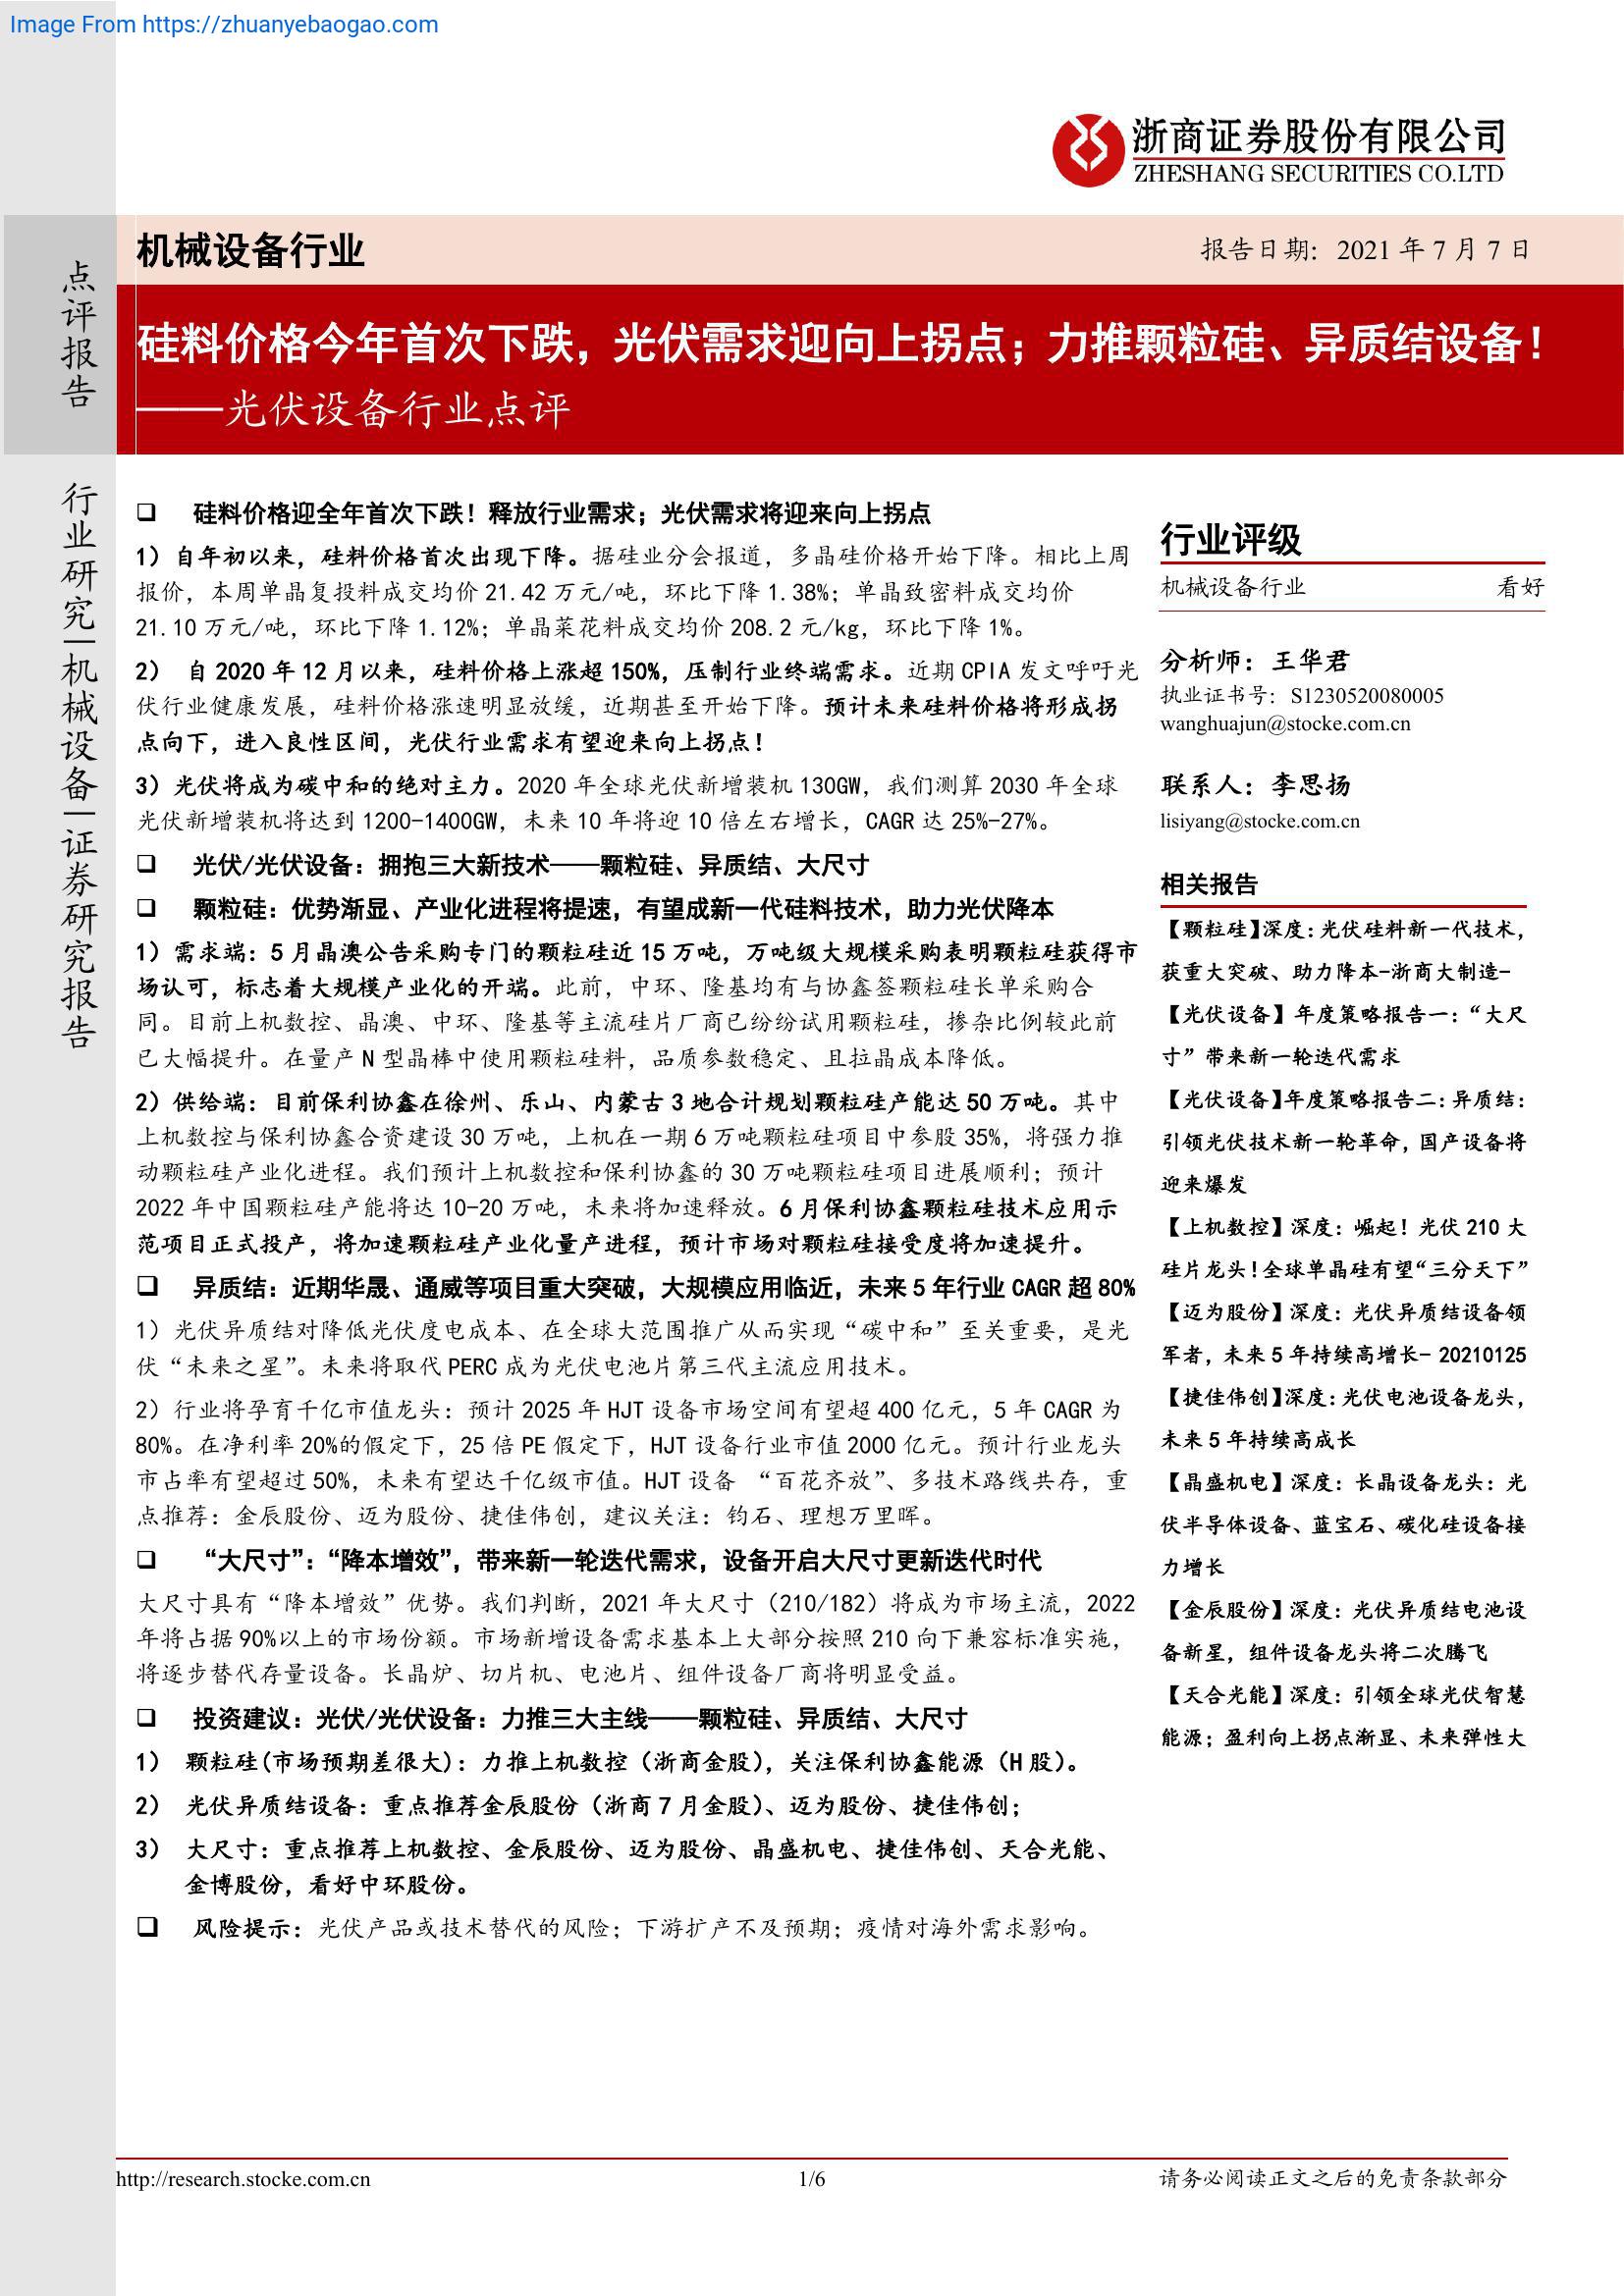 Image From https://zhuanyebaogao.com
浙商证券股份有限公司
ZHESHANG SECURITIES CO.LTD
点评报告
机械设备行业
报告日期: 2021 年 7 月 7 日
硅料价格今年首次下跌，光伏需求迎向上拐点；力推颗粒硅、异质结设备！
——光伏设备行业点评
行业研究|机械设备|证券研究报告
❑ 硅料价格迎全年首次下跌！释放行业需求；光伏需求将迎来向上拐点
1）自年初以来，硅料价格首次出现下降。据硅业分会报道，多晶硅价格开始下降。相比上周
报价，本周单晶复投料成交均价 21.42 万元/吨，环比下降 1.38%；单晶致密料成交均价
21.10 万元/吨，环比下降 1.12%；单晶菜花料成交均价 208.2 元/kg，环比下降 1%。
2） 自 2020 年 12 月以来，硅料价格上涨超 150%，压制行业终端需求。近期 CPIA 发文呼吁光
伏行业健康发展，硅料价格涨速明显放缓，近期甚至开始下降。预计未来硅料价格将形成拐
点向下，进入良性区间，光伏行业需求有望迎来向上拐点！
3）光伏将成为碳中和的绝对主力。2020 年全球光伏新增装机 130GW，我们测算 2030 年全球
光伏新增装机将达到 1200-1400GW，未来 10 年将迎 10 倍左右增长，CAGR 达 25%-27%。
❑ 光伏/光伏设备：拥抱三大新技术——颗粒硅、异质结、大尺寸
❑ 颗粒硅：优势渐显、产业化进程将提速，有望成新一代硅料技术，助力光伏降本
1）需求端：5 月晶澳公告采购专门的颗粒硅近 15 万吨，万吨级大规模采购表明颗粒硅获得市
场认可，标志着大规模产业化的开端。此前，中环、隆基均有与协鑫签颗粒硅长单采购合
同。目前上机数控、晶澳、中环、隆基等主流硅片厂商已纷纷试用颗粒硅，掺杂比例较此前
已大幅提升。在量产 N 型晶棒中使用颗粒硅料，品质参数稳定、且拉晶成本降低。
2）供给端：目前保利协鑫在徐州、乐山、内蒙古 3 地合计规划颗粒硅产能达 50 万吨。其中
上机数控与保利协鑫合资建设 30 万吨，上机在一期 6 万吨颗粒硅项目中参股 35%，将强力推
动颗粒硅产业化进程。我们预计上机数控和保利协鑫的 30 万吨颗粒硅项目进展顺利；预计
2022 年中国颗粒硅产能将达 10-20 万吨，未来将加速释放。6 月保利协鑫颗粒硅技术应用示
范项目正式投产，将加速颗粒硅产业化量产进程，预计市场对颗粒硅接受度将加速提升。
❑ 异质结：近期华晟、通威等项目重大突破，大规模应用临近，未来 5 年行业 CAGR 超 80%
1）光伏异质结对降低光伏度电成本、在全球大范围推广从而实现“碳中和”至关重要，是光
伏“未来之星”。未来将取代 PERC 成为光伏电池片第三代主流应用技术。
2）行业将孕育千亿市值龙头：预计 2025 年 HJT 设备市场空间有望超 400 亿元，5 年 CAGR 为
80%。在净利率 20%的假定下，25 倍 PE 假定下，HJT 设备行业市值 2000 亿元。预计行业龙头
市占率有望超过 50%，未来有望达千亿级市值。HJT 设备 “百花齐放”、多技术路线共存，重
点推荐：金辰股份、迈为股份、捷佳伟创，建议关注：钧石、理想万里晖。
❑ “大尺寸”：“降本增效”，带来新一轮迭代需求，设备开启大尺寸更新迭代时代
大尺寸具有“降本增效”优势。我们判断，2021 年大尺寸（210/182）将成为市场主流，2022
年将占据 90%以上的市场份额。市场新增设备需求基本上大部分按照 210 向下兼容标准实施，
将逐步替代存量设备。长晶炉、切片机、电池片、组件设备厂商将明显受益。
❑ 投资建议：光伏/光伏设备：力推三大主线——颗粒硅、异质结、大尺寸
1） 颗粒硅(市场预期差很大)：力推上机数控（浙商金股），关注保利协鑫能源（H 股）。
2） 光伏异质结设备：重点推荐金辰股份（浙商 7 月金股）、迈为股份、捷佳伟创；
3） 大尺寸：重点推荐上机数控、金辰股份、迈为股份、晶盛机电、捷佳伟创、天合光能、
金博股份，看好中环股份。
❑ 风险提示：光伏产品或技术替代的风险；下游扩产不及预期；疫情对海外需求影响。
行业评级
机械设备行业 看好
分析师：王华君
执业证书号：S1230520080005
wanghuajun@stocke.com.cn
联系人：李思扬
lisiyang@stocke.com.cn
相关报告
【颗粒硅】深度：光伏硅料新一代技术，
获重大突破、助力降本-浙商大制造-
【光伏设备】年度策略报告一：“大尺
寸”带来新一轮迭代需求
【光伏设备】年度策略报告二：异质结：
引领光伏技术新一轮革命，国产设备将
迎来爆发
【上机数控】深度：崛起！光伏 210 大
硅片龙头！全球单晶硅有望“三分天下”
【迈为股份】深度：光伏异质结设备领
军者，未来 5 年持续高增长- 20210125
【捷佳伟创】深度：光伏电池设备龙头，
未来 5 年持续高成长
【晶盛机电】深度：长晶设备龙头：光
伏半导体设备、蓝宝石、碳化硅设备接
力增长
【金辰股份】深度：光伏异质结电池设
备新星，组件设备龙头将二次腾飞
【天合光能】深度：引领全球光伏智慧
能源；盈利向上拐点渐显、未来弹性大
http://research.stocke.com.cn 1/6 请务必阅读正文之后的免责条款部分